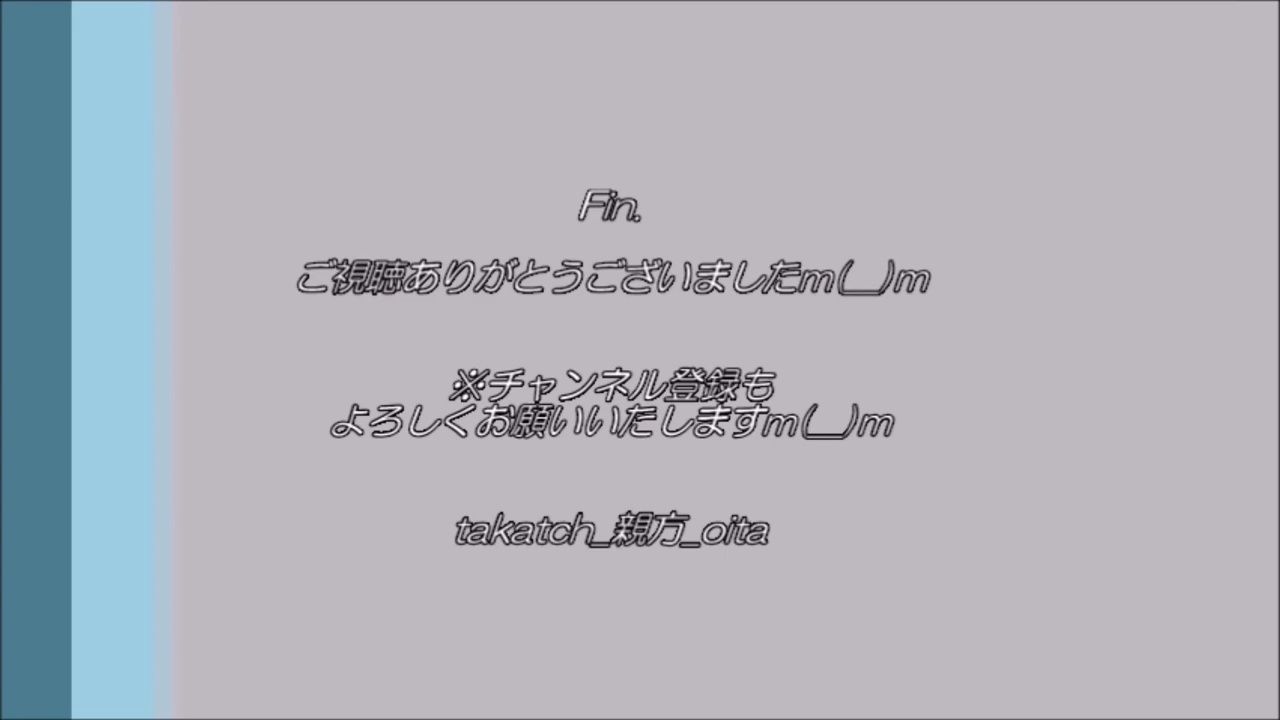 Fin.
ご視聴ありがとうございましたm(__)m
※チャンネル登録も
よろしくお願いいたしますm(__)m
takatch_親方_oita